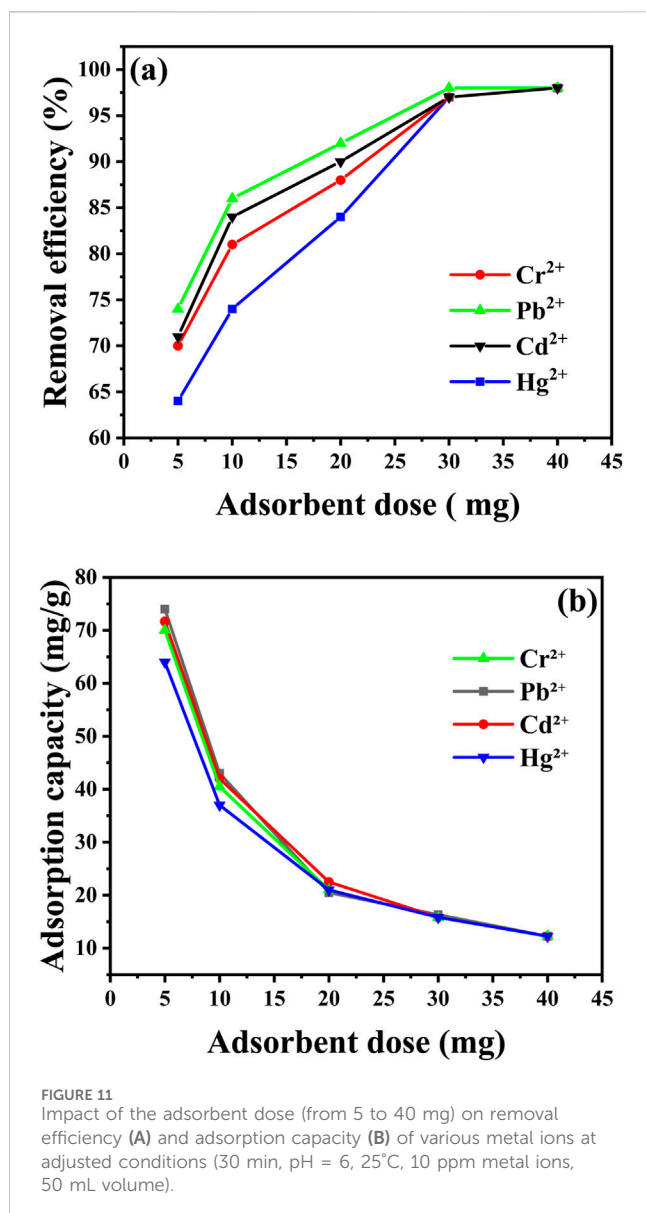 (a)
Removal efficiency (%)
100
95
90
85
80
75
70
65
60
Cr²⁺
Pb²⁺
Cd²⁺
Hg²⁺
0 5 10 15 20 25 30 35 40 45
Adsorbent dose ( mg)
(b)
Adsorption capacity (mg/g)
80
70
60
50
40
30
20
10
Cr²⁺
Pb²⁺
Cd²⁺
Hg²⁺
0 5 10 15 20 25 30 35 40 45
Adsorbent dose (mg)
FIGURE 11
Impact of the adsorbent dose (from 5 to 40 mg) on removal
efficiency (A) and adsorption capacity (B) of various metal ions at
adjusted conditions (30 min, pH = 6, 25°C, 10 ppm metal ions,
50 mL volume).